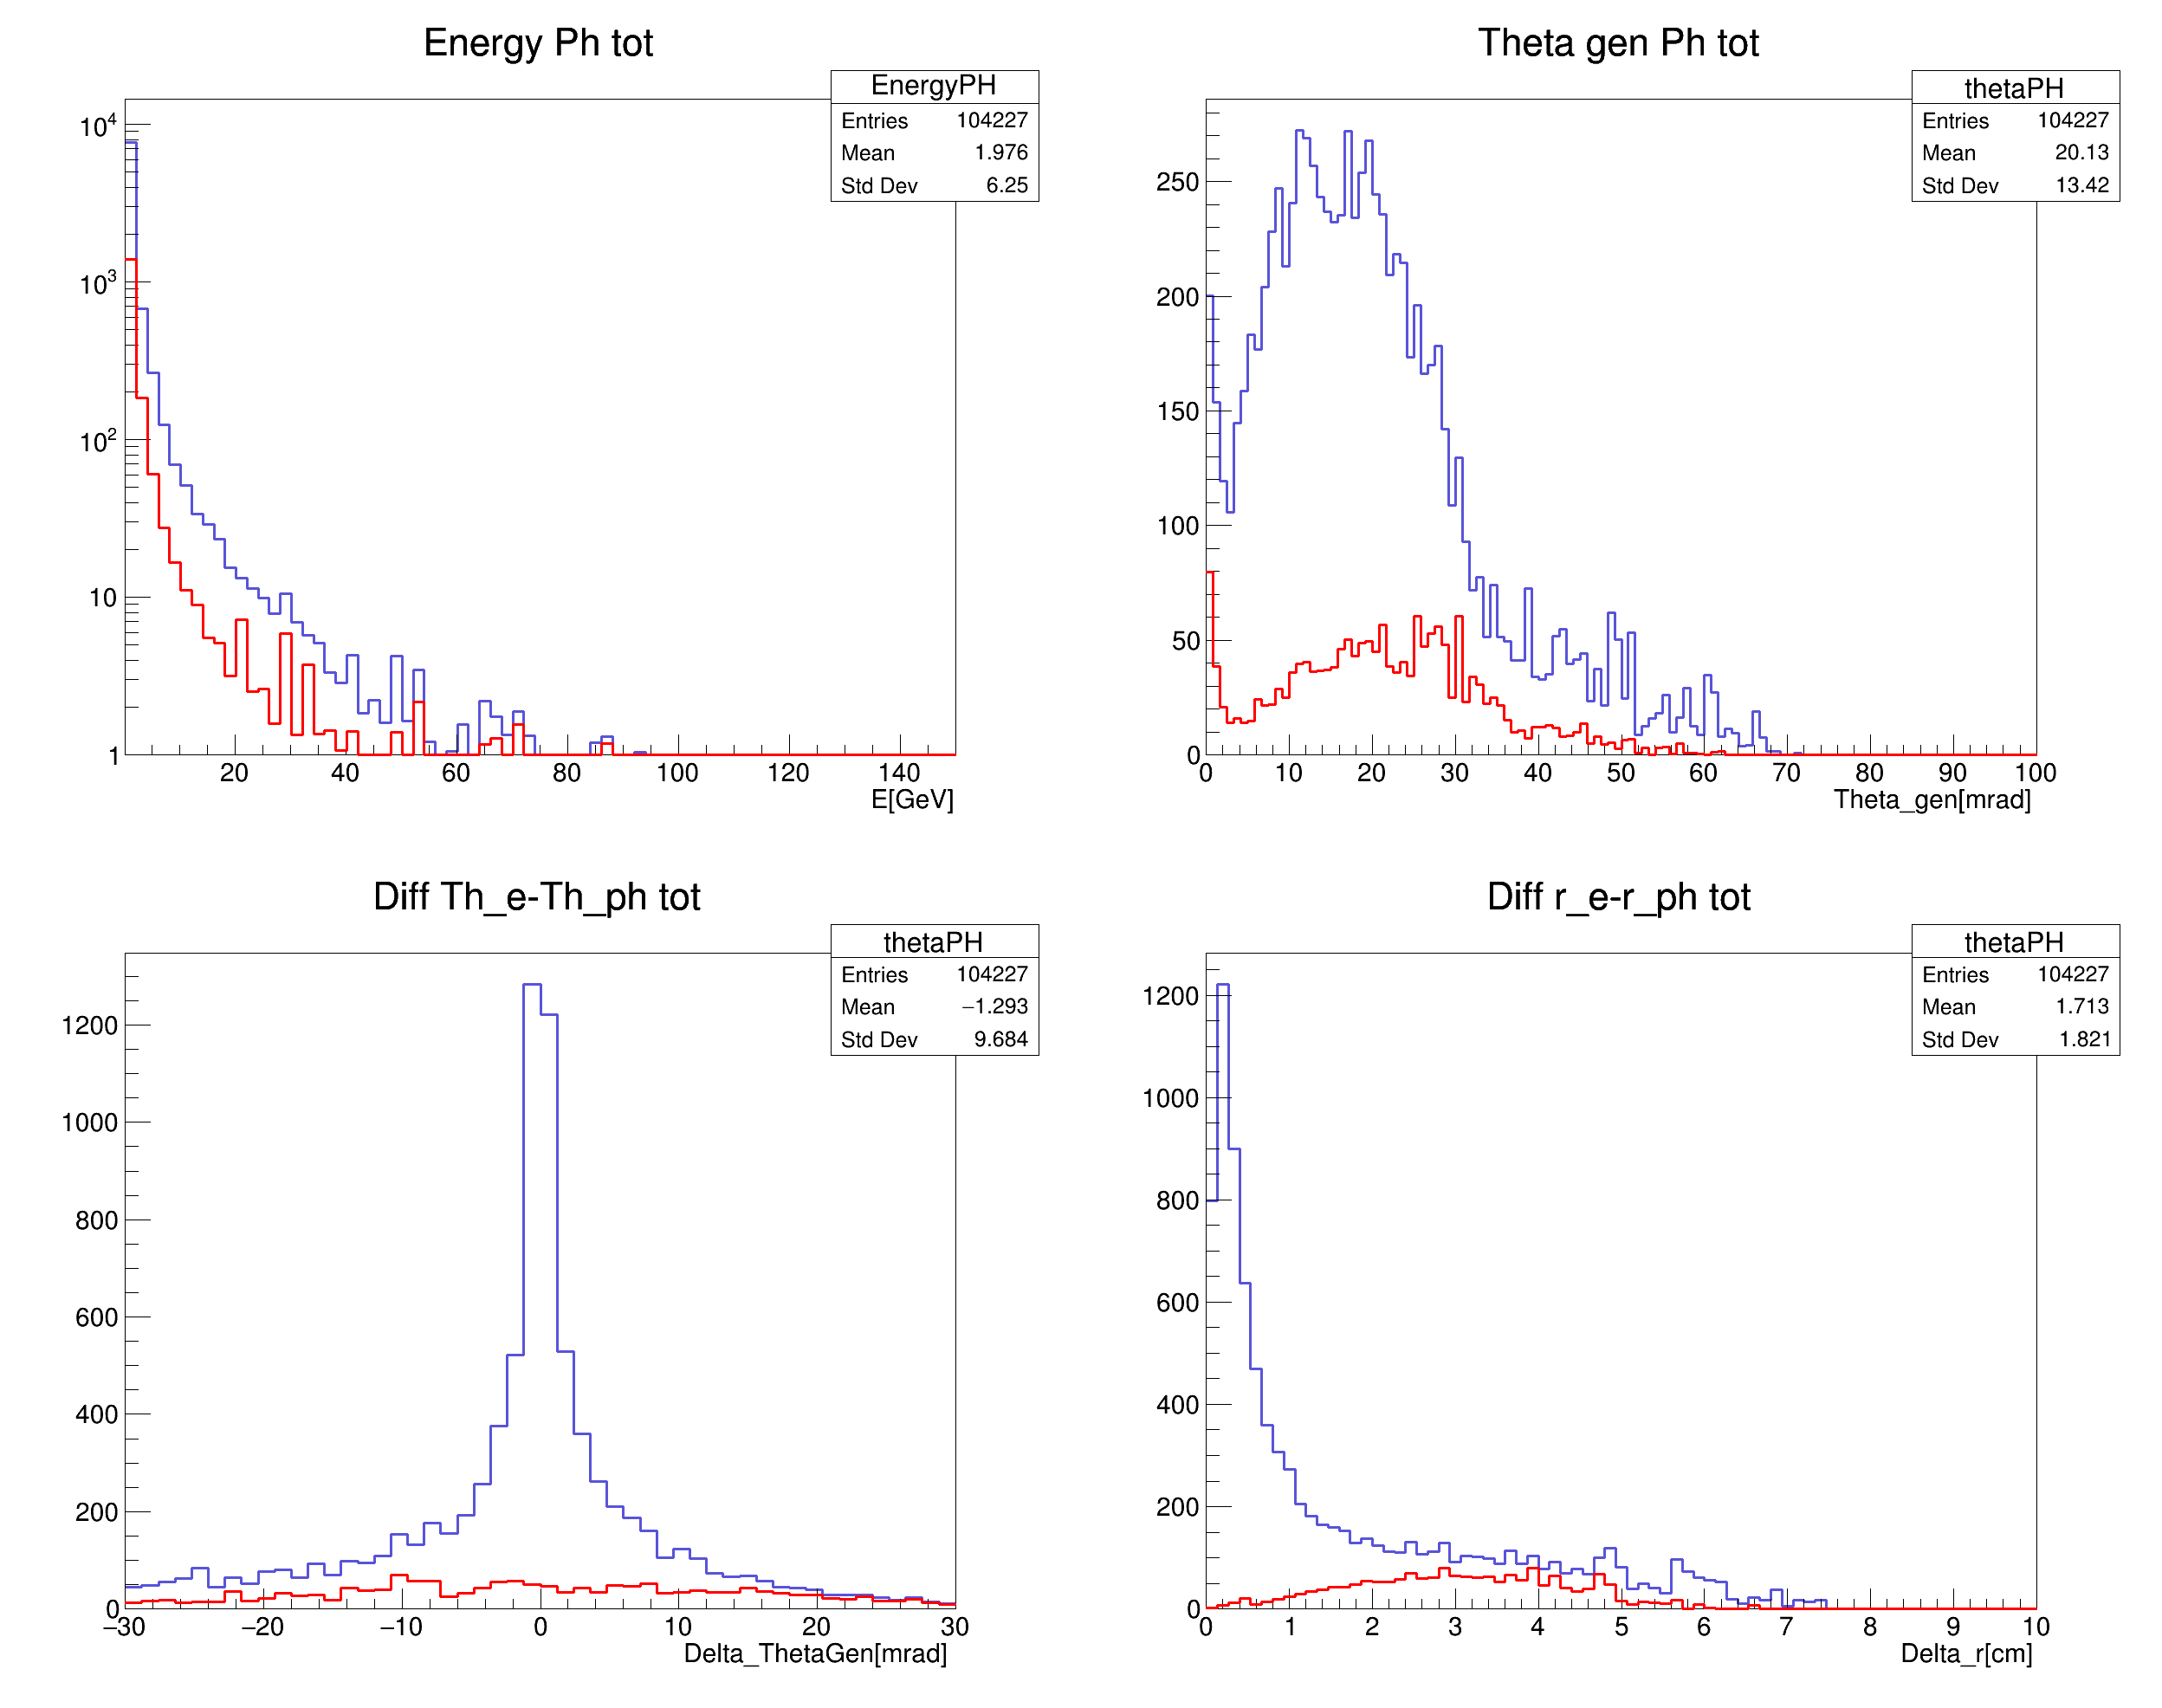 Energy Ph tot
EnergyPH
Entries 104227
Mean 1.976
Std Dev 6.25
10^4
10^3
10^2
10
1
20 40 60 80 100 120 140
E[GeV]
Theta gen Ph tot
thetaPH
Entries 104227
Mean 20.13
Std Dev 13.42
250
200
150
100
50
0
0 10 20 30 40 50 60 70 80 90 100
Theta_gen[mrad]
Diff Th_e-Th_ph tot
thetaPH
Entries 104227
Mean −1.293
Std Dev 9.684
1200
1000
800
600
400
200
0
−30 −20 −10 0 10 20 30
Delta_ThetaGen[mrad]
Diff r_e-r_ph tot
thetaPH
Entries 104227
Mean 1.713
Std Dev 1.821
1200
1000
800
600
400
200
0
0 1 2 3 4 5 6 7 8 9 10
Delta_r[cm]